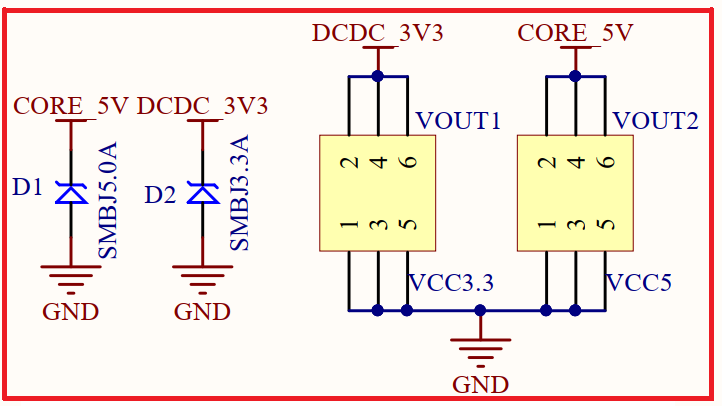 DCDC_3V3
CORE_5V
CORE_5V
DCDC_3V3
VOUT1
VOUT2
D1
SMBJ5.0A
D2
SMBJ3.3A
2 4 6
2 4 6
1 3 5
1 3 5
VCC3.3
VCC5
GND
GND
GND